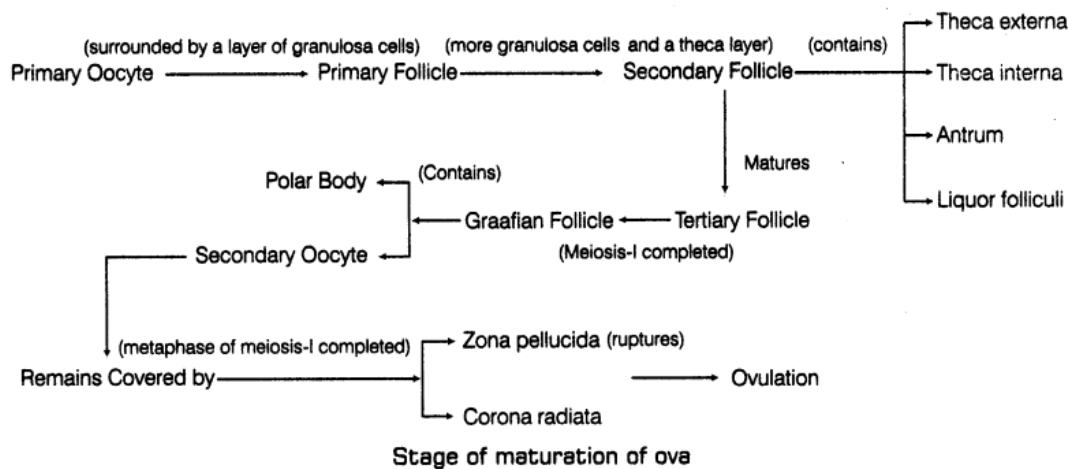 Theca externa
(surrounded by a layer of granulosa cells) (more granulosa cells and a theca layer) (contains)
Primary Oocyte Primary Follicle Secondary Follicle Theca interna
Antrum
Matures
Liquor folliculi
Polar Body (Contains)
Graafian Follicle Tertiary Follicle
(Meiosis-I completed)
Secondary Oocyte
(metaphase of meiosis-I completed) Zona pellucida (ruptures)
Remains Covered by Ovulation
Corona radiata
Stage of maturation of ova